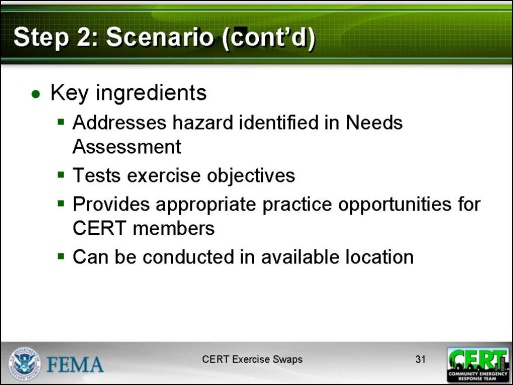 Step 2: Scenario (cont'd)
Key ingredients
Addresses hazard identified in Needs
Assessment
Tests exercise objectives
Provides appropriate practice opportunities for
CERT members
Can be conducted in available location
FEMA
CERT Exercise Swaps
31
CERT
COMMUNITY EMERGENCY
RESPONSE TEAM